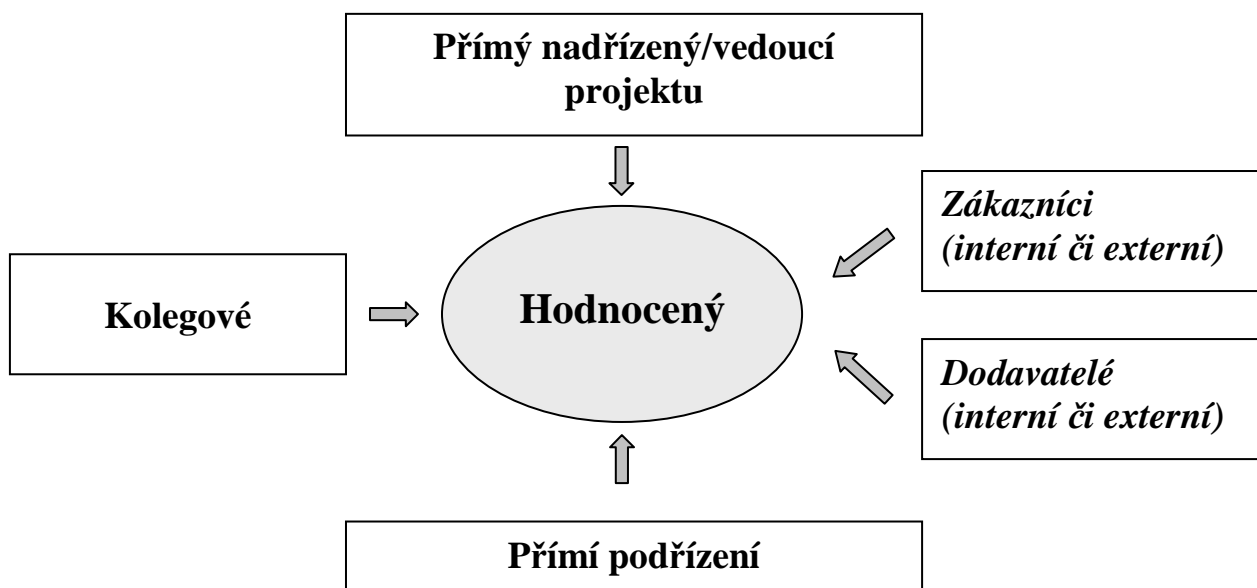 Přímý nadřízený/vedoucí
projektu
Zákazníci
(interní či externí)
Kolegové
Hodnocený
Dodavatelé
(interní či externí)
Přímí podřízení